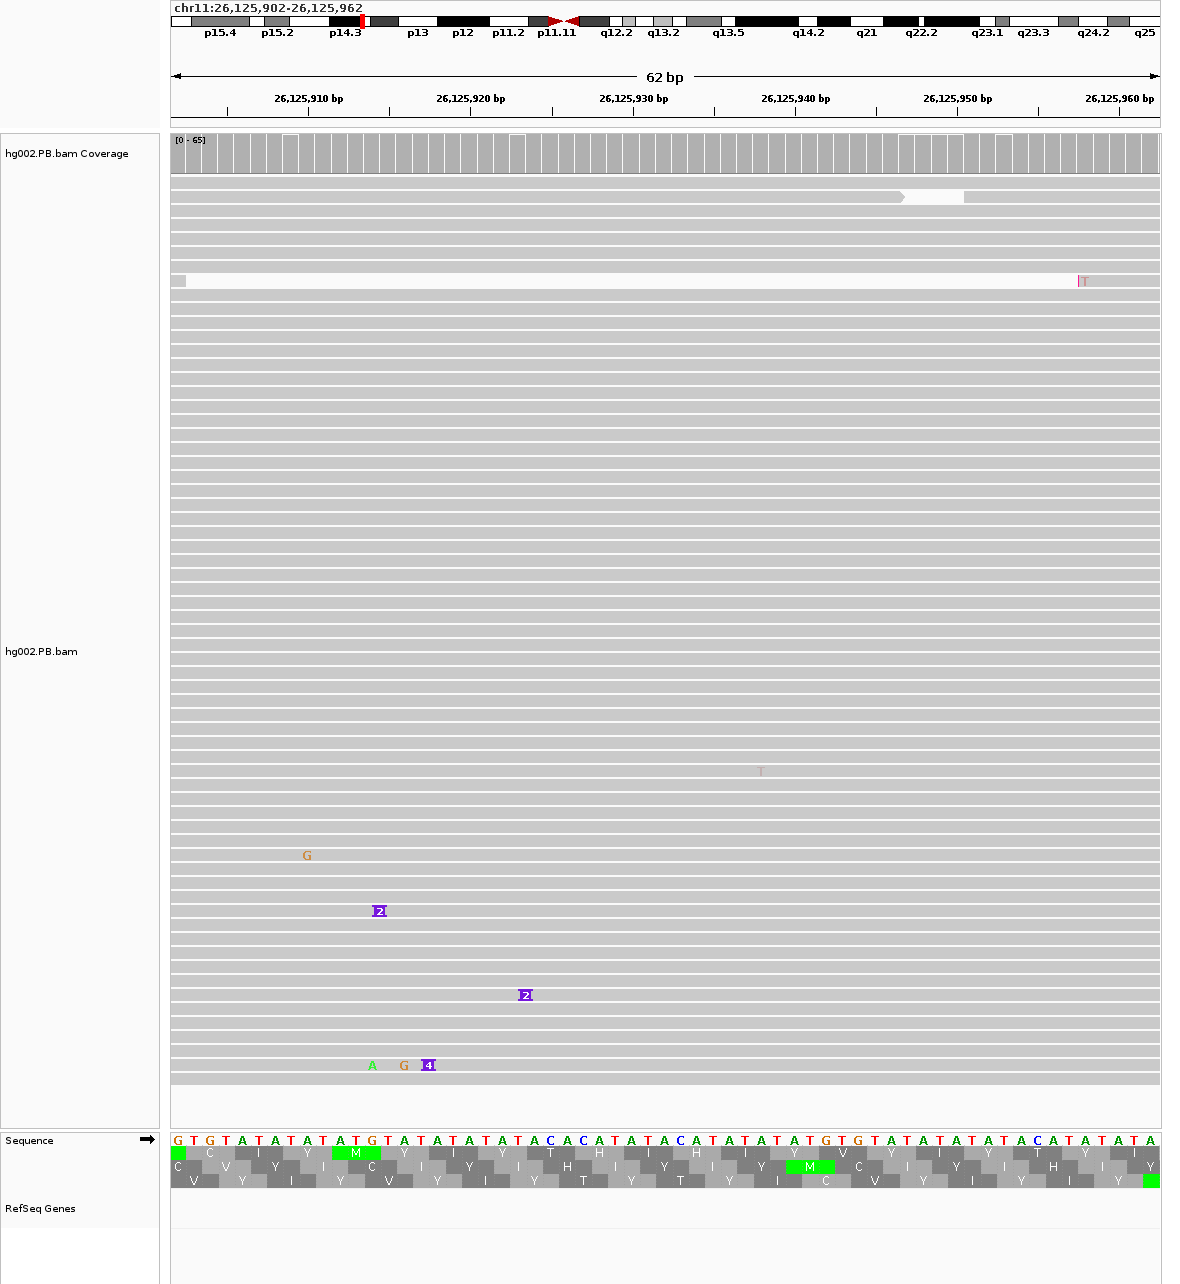 chr11:26,125,902-26,125,962
p15.4 p15.2 p14.3 p13 p12 p11.2 p11.11 q12.2 q13.2 q13.5 q14.2 q21 q22.2 q23.1 q23.3 q24.2 q25
62 bp
26,125,910 bp 26,125,920 bp 26,125,930 bp 26,125,940 bp 26,125,950 bp 26,125,960 bp
[0 - 65]
hg002.PB.bam Coverage
T
hg002.PB.bam
T
G
2
2
A G 4
Sequence G T G T A T A T A T A T G T A T A T A T A T A C A C A T A T A C A T A T A T A T G T G T A T A T A T A T A C A T A T A T A
C I Y M Y I Y T H I H I Y V Y I Y T Y I
C V Y I C I Y I H I Y I Y M C I Y I H I Y
V Y I Y V Y I Y T Y T Y I C V Y I Y I Y
RefSeq Genes